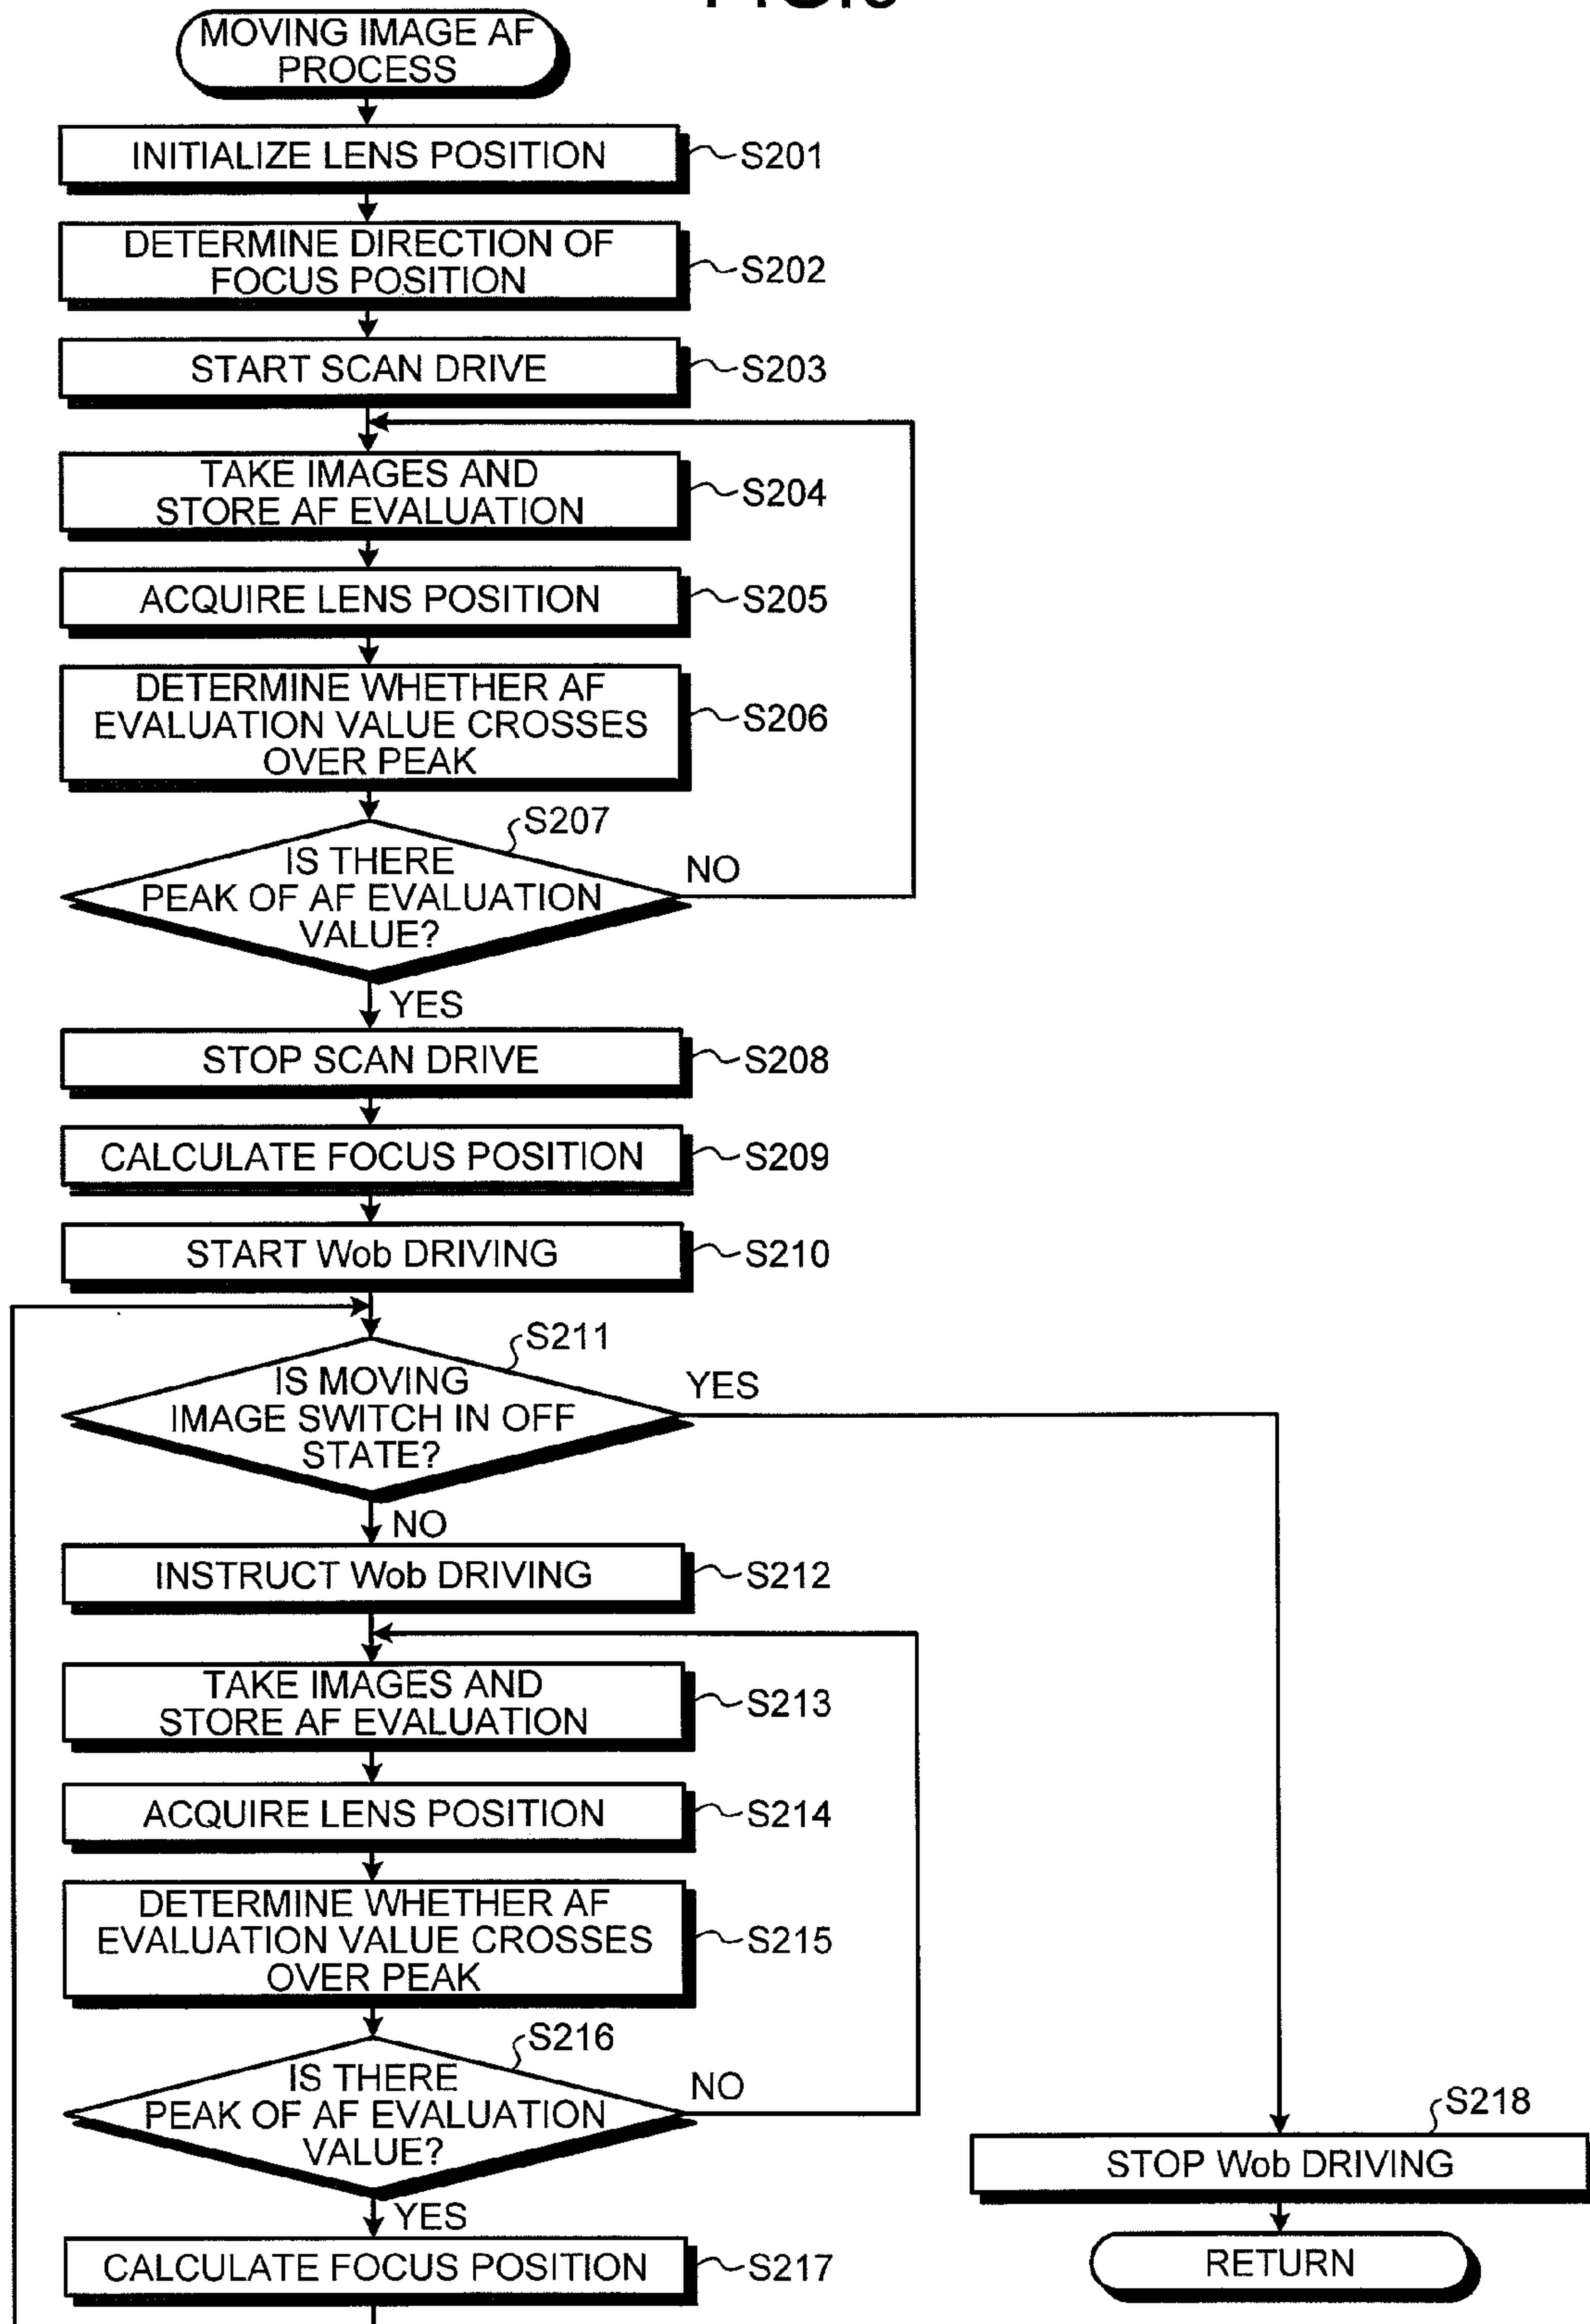 MOVING IMAGE AF
PROCESS
INITIALIZE LENS POSITION
S201
DETERMINE DIRECTION OF
FOCUS POSITION
S202
START SCAN DRIVE
S203
TAKE IMAGES AND
STORE AF EVALUATION
S204
ACQUIRE LENS POSITION
S205
DETERMINE WHETHER AF
EVALUATION VALUE CROSSES
OVER PEAK
S206
S207
IS THERE
PEAK OF AF EVALUATION
VALUE?
NO
YES
STOP SCAN DRIVE
S208
CALCULATE FOCUS POSITION
S209
START Wob DRIVING
S210
S211
IS MOVING
IMAGE SWITCH IN OFF
STATE?
YES
NO
INSTRUCT Wob DRIVING
S212
TAKE IMAGES AND
STORE AF EVALUATION
S213
ACQUIRE LENS POSITION
S214
DETERMINE WHETHER AF
EVALUATION VALUE CROSSES
OVER PEAK
S215
S216
IS THERE
PEAK OF AF EVALUATION
VALUE?
NO
YES
CALCULATE FOCUS POSITION
S217
S218
STOP Wob DRIVING
RETURN